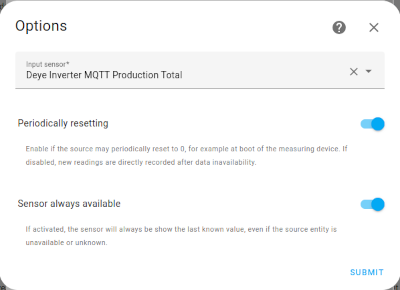 Options
Input sensor*
Deye Inverter MQTT Production Total
Periodically resetting
Enable if the source may periodically reset to 0, for example at boot of the measuring device. If
disabled, new readings are directly recorded after data inavailability.
Sensor always available
If activated, the sensor will always be show the last known value, even if the source entity is
unavailable or unknown.
SUBMIT